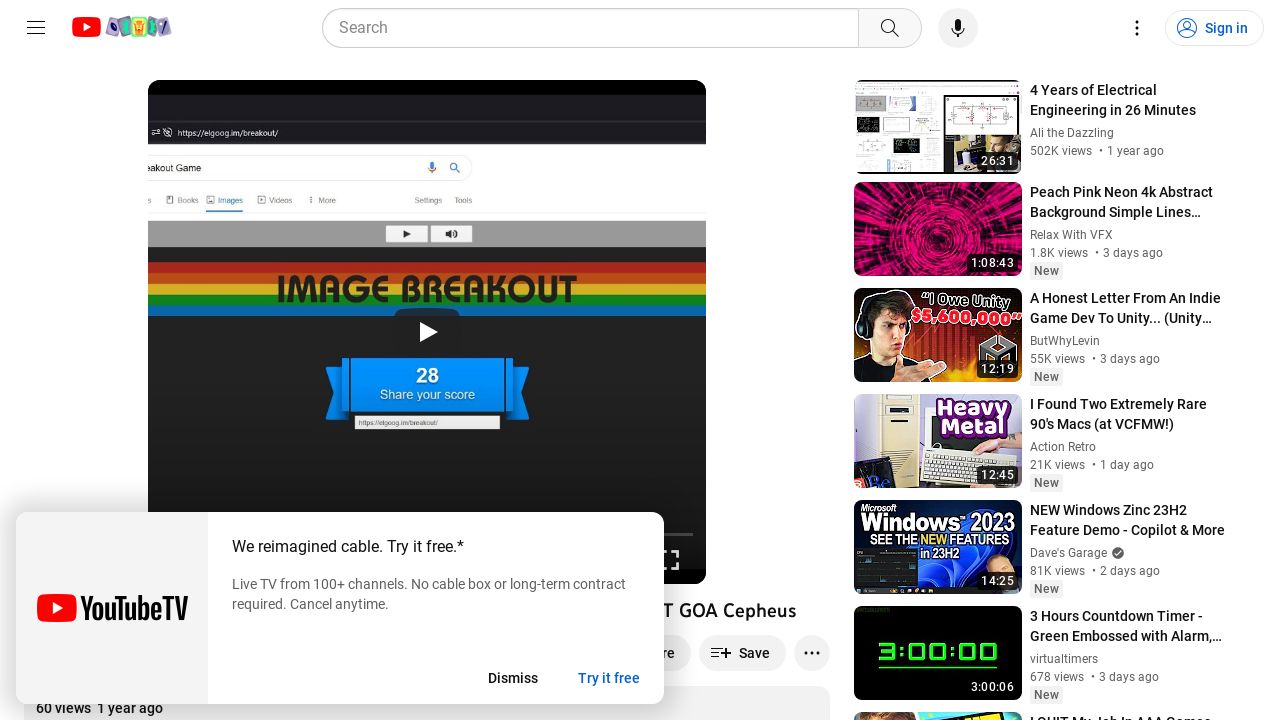 Search
Sign in
https://elgoog.im/breakout/
eakout Game
s
Books
Images
Videos
More
Settings
Tools
IMAGE BREAKOUT
28
Share your score
https://elgoog.im/breakout/
YouTubeTV
We reimagined cable. Try it free.*
Live TV from 100+ channels. No cable box or long-term contract
required. Cancel anytime.
Dismiss
Try it free
T GOA Cepheus
re
Save
60 views 1 year ago
26:31
4 Years of Electrical
Engineering in 26 Minutes
Ali the Dazzling
502K views • 1 year ago
1:08:43
Peach Pink Neon 4k Abstract
Background Simple Lines…
Relax With VFX
1.8K views • 3 days ago
New
"I Owe Unity
$5,600,000"
12:19
A Honest Letter From An Indie
Game Dev To Unity... (Unity…
ButWhyLevin
55K views • 3 days ago
New
Heavy
Metal
12:45
I Found Two Extremely Rare
90's Macs (at VCFMW!)
Action Retro
21K views • 1 day ago
New
Microsoft
Windows 2023
SEE THE NEW FEATURES
in 23H2
14:25
NEW Windows Zinc 23H2
Feature Demo - Copilot & More
Dave's Garage
81K views • 2 days ago
New
3:00:00
3:00:06
3 Hours Countdown Timer -
Green Embossed with Alarm,…
virtualtimers
678 views • 3 days ago
New
I QUIT My Job In AAA Games